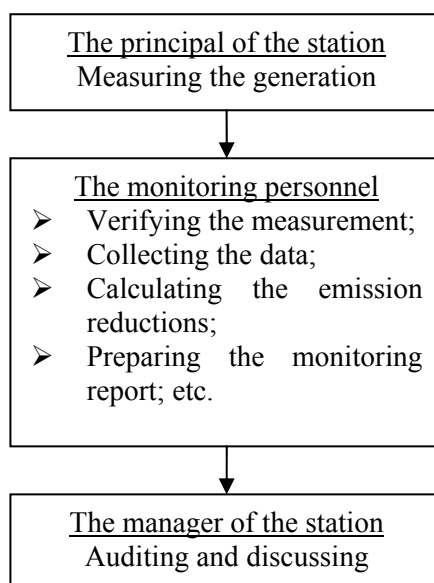 The principal of the station
Measuring the generation
The monitoring personnel
➢ Verifying the measurement;
➢ Collecting the data;
➢ Calculating the emission
reductions;
➢ Preparing the monitoring
report; etc.
The manager of the station
Auditing and discussing